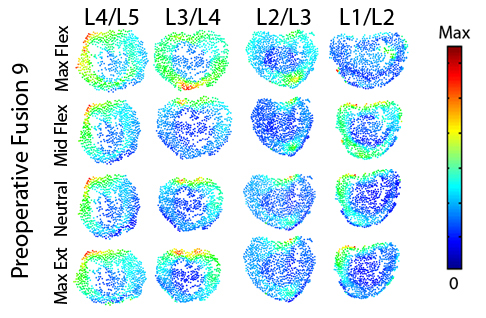 L4/L5 L3/L4 L2/L3 L1/L2
Max
Preoperative Fusion 9
Max Flex
Mid Flex
Neutral
Max Ext
0